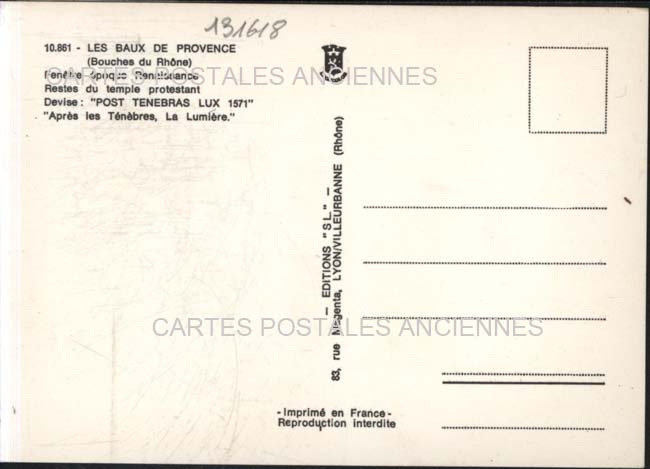 131618
10.861 - LES BAUX DE PROVENCE
(Bouches du Rhône)
CARTES POSTALES ANCIENNES
Fenêtre époque Renaissance
Restes du temple protestant
Devise : "POST TENEBRAS LUX 1571"
"Après les Ténèbres, La Lumière."
— EDITIONS "SL" —
83, rue Magenta, LYON/VILLEURBANNE (Rhône)
CARTES POSTALES ANCIENNES
- Imprimé en France -
Reproduction interdite